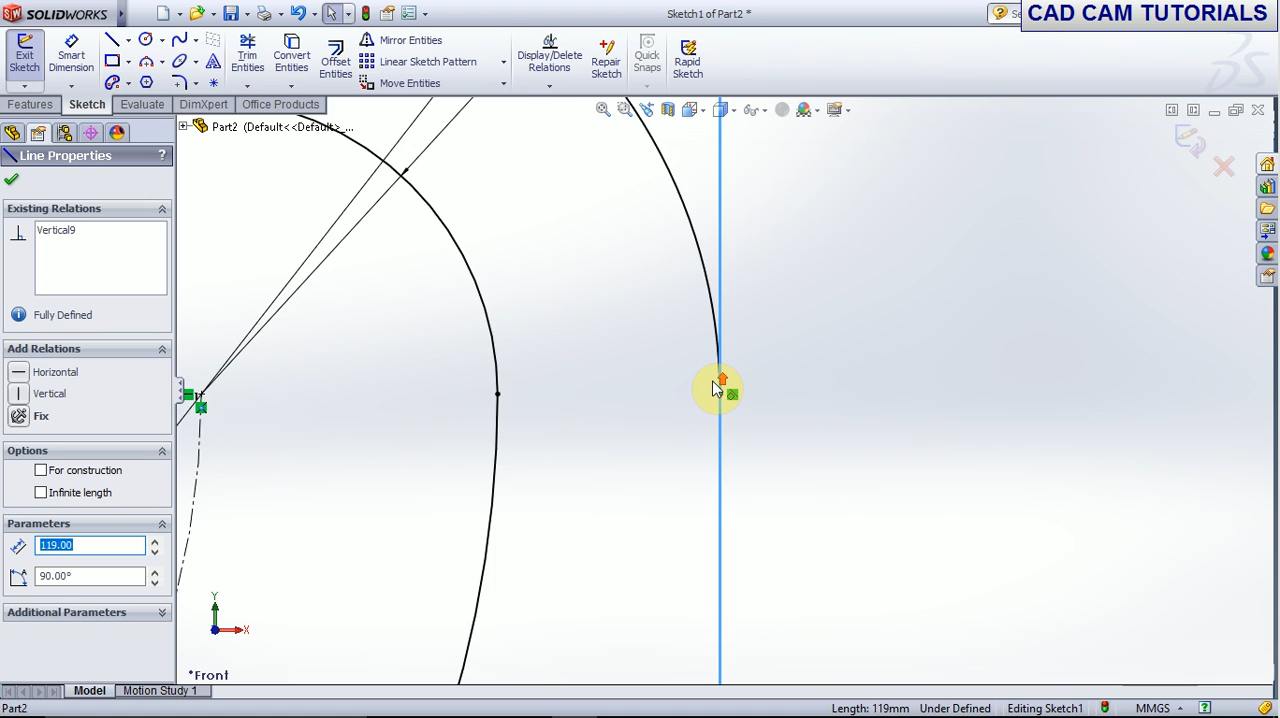 SOLIDWORKS
Sketch1 of Part2 *
CAD CAM TUTORIALS
Exit Sketch
Smart Dimension
Trim Entities
Convert Entities
Offset Entities
Mirror Entities
Linear Sketch Pattern
Move Entities
Display/Delete Relations
Repair Sketch
Quick Snaps
Rapid Sketch
Features
Sketch
Evaluate
DimXpert
Office Products
Part2 (Default<<Default>_...
Line Properties
?
Existing Relations
Vertical9
Fully Defined
Add Relations
Horizontal
Vertical
Fix
Options
For construction
Infinite length
Parameters
119.00
90.00°
Additional Parameters
Y
X
*Front
Model
Motion Study 1
Part2
Length: 119mm
Under Defined
Editing Sketch1
MMGS
?